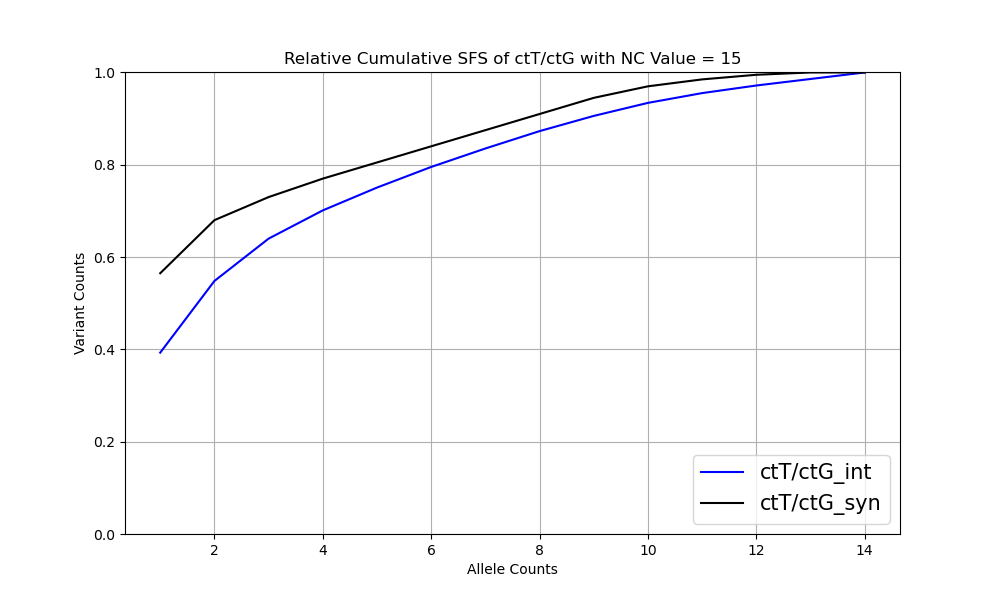 Relative Cumulative SFS of ctT/ctG with NC Value = 15
Variant Counts
1.0
0.8
0.6
0.4
0.2
0.0
ctT/ctG_int
ctT/ctG_syn
2 4 6 8 10 12 14
Allele Counts